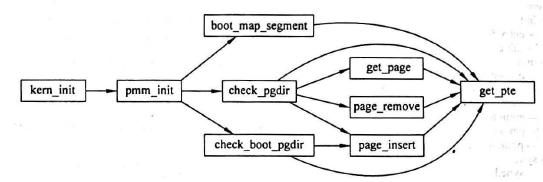 boot_map_segment
get_page
kern_init
pmm_init
check_pgdir
get_pte
page_remove
check_boot_pgdir
page_insert